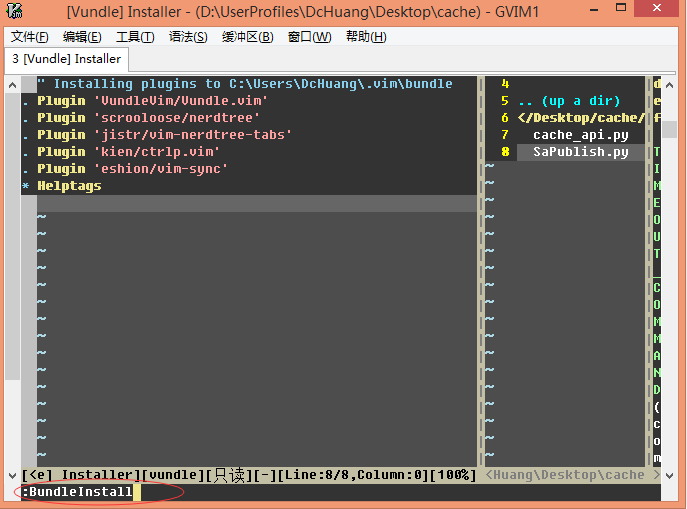 [Vundle] Installer - (D:\UserProfiles\DcHuang\Desktop\cache) - GVIM1
文件(F) 编辑(E) 工具(T) 语法(S) 缓冲区(B) 窗口(W) 帮助(H)
3 [Vundle] Installer
" Installing plugins to C:\Users\DcHuang\.vim\bundle
. Plugin 'VundleVim/Vundle.vim'
. Plugin 'scrooloose/nerdtree'
. Plugin 'jistr/vim-nerdtree-tabs'
. Plugin 'kien/ctrlp.vim'
. Plugin 'eshion/vim-sync'
* Helptags
4
5 .. (up a dir)
6 </Desktop/cache/
7 cache_api.py
8 SaPublish.py
d
e
f
T
I
M
E
O
U
T
C
O
M
M
A
N
D
(
c
o
m
[<e] Installer][vundle][只读][-][Line:8/8,Column:0][100%] <Huang\Desktop\cache >
:BundleInstall